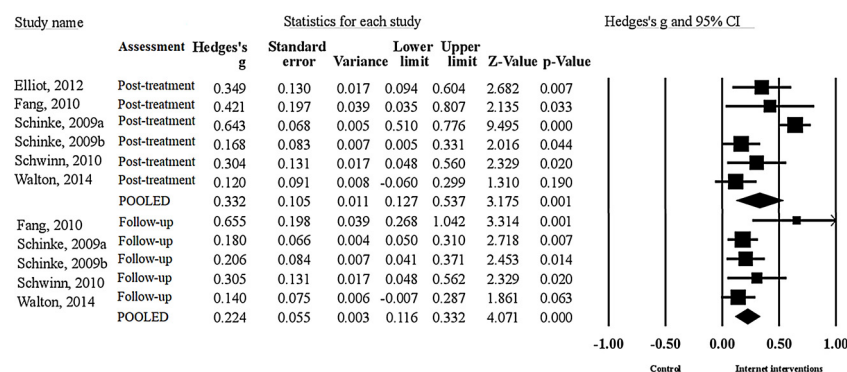 Study name Statistics for each study Hedges's g and 95% CI
Assessment Hedges's g Standard error Variance Lower limit Upper limit Z-Value p-Value
Elliot, 2012 Post-treatment 0.349 0.130 0.017 0.094 0.604 2.682 0.007
Fang, 2010 Post-treatment 0.421 0.197 0.039 0.035 0.807 2.135 0.033
Schinke, 2009a Post-treatment 0.643 0.068 0.005 0.510 0.776 9.495 0.000
Schinke, 2009b Post-treatment 0.168 0.083 0.007 0.005 0.331 2.016 0.044
Schwinn, 2010 Post-treatment 0.304 0.131 0.017 0.048 0.560 2.329 0.020
Walton, 2014 Post-treatment 0.120 0.091 0.008 -0.060 0.299 1.310 0.190
POOLED 0.332 0.105 0.011 0.127 0.537 3.175 0.001
Fang, 2010 Follow-up 0.655 0.198 0.039 0.268 1.042 3.314 0.001
Schinke, 2009a Follow-up 0.180 0.066 0.004 0.050 0.310 2.718 0.007
Schinke, 2009b Follow-up 0.206 0.084 0.007 0.041 0.371 2.453 0.014
Schwinn, 2010 Follow-up 0.305 0.131 0.017 0.048 0.562 2.329 0.020
Walton, 2014 Follow-up 0.140 0.075 0.006 -0.007 0.287 1.861 0.063
POOLED 0.224 0.055 0.003 0.116 0.332 4.071 0.000
-1.00 0.00 0.00 0.50 1.00
Control Internet interventions